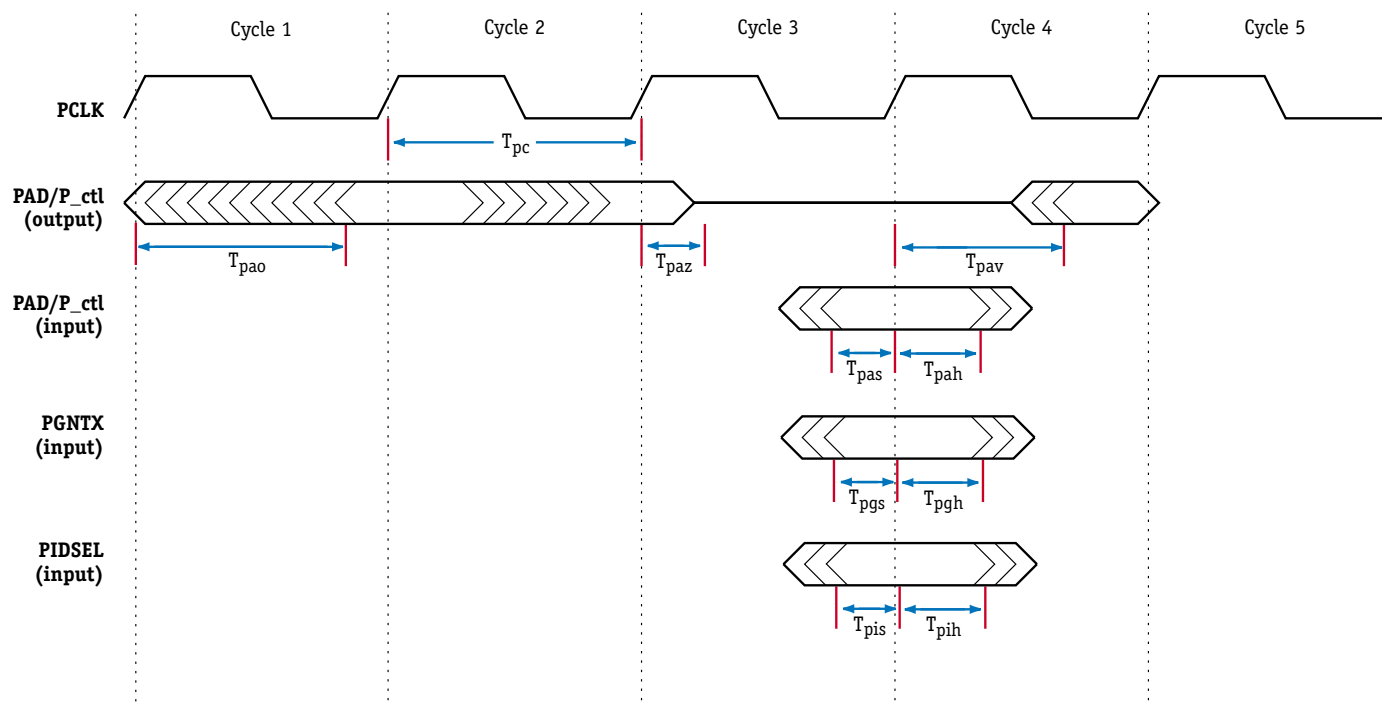 Cycle 1
Cycle 2
Cycle 3
Cycle 4
Cycle 5
PCLK
Tpc
PAD/P_ctl
(output)
Tpao
Tpaz
Tpav
PAD/P_ctl
(input)
Tpas
Tpah
PGNTX
(input)
Tpgs
Tpgh
PIDSEL
(input)
Tpis
Tpih